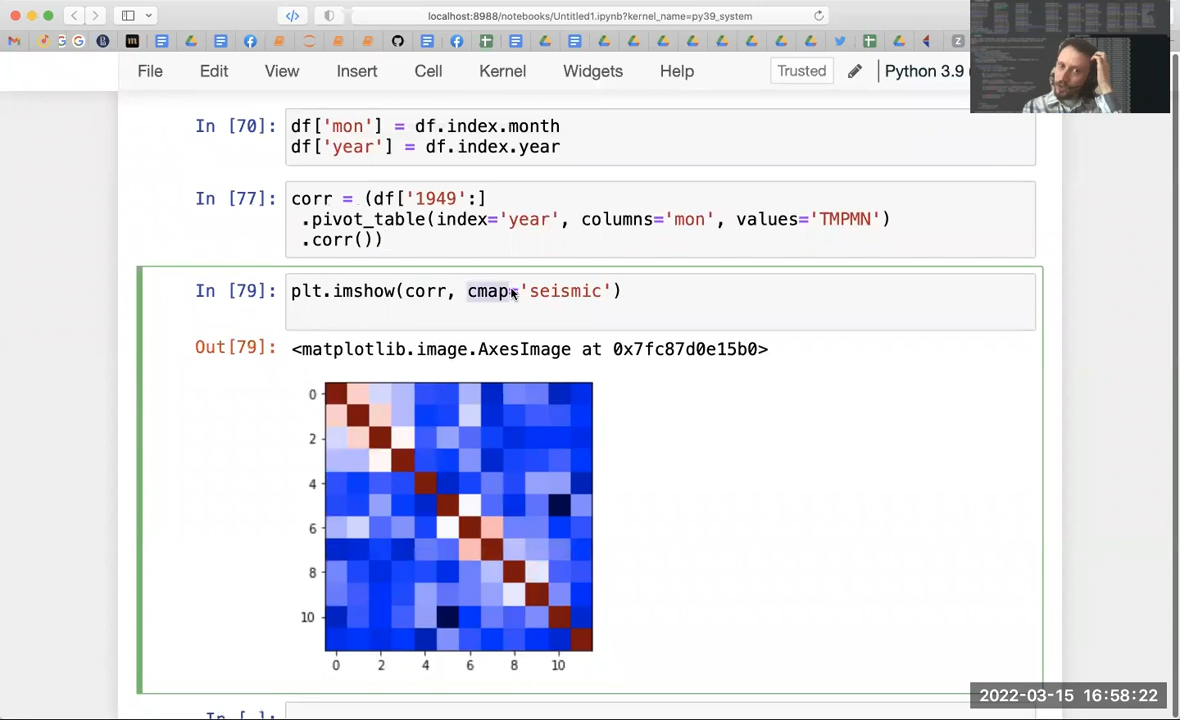 localhost:8988/notebooks/Untitled1.ipynb?kernel_name=py39_system
File Edit View Insert Cell Kernel Widgets Help Trusted Python 3.9
In [70]: df['mon'] = df.index.month
df['year'] = df.index.year
In [77]: corr = (df['1949':]
.pivot_table(index='year', columns='mon', values='TMPMN')
.corr())
In [79]: plt.imshow(corr, cmap='seismic')
Out[79]: <matplotlib.image.AxesImage at 0x7fc87d0e15b0>
0
2
4
6
8
10
0 2 4 6 8 10
2022-03-15 16:58:22
In [ ]: